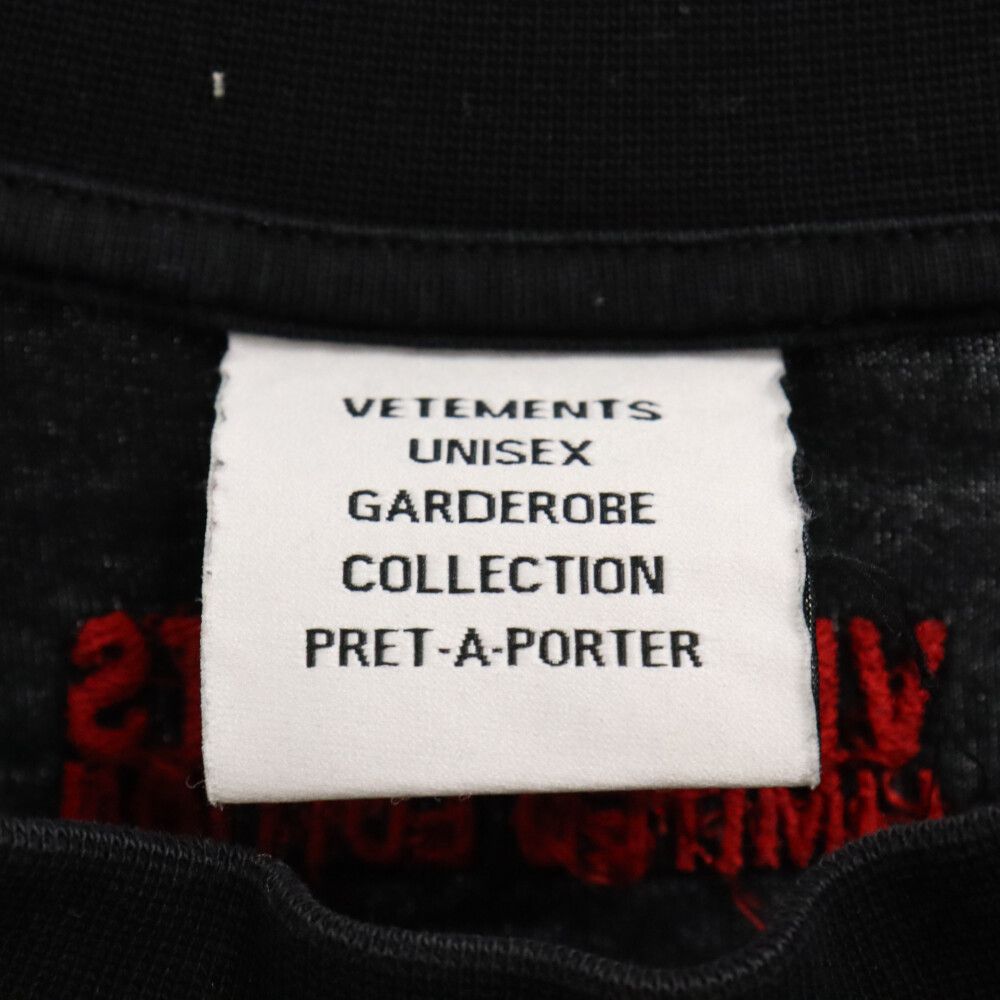 VETEMENTS
UNISEX
GARDEROBE
COLLECTION
PRET-A-PORTER